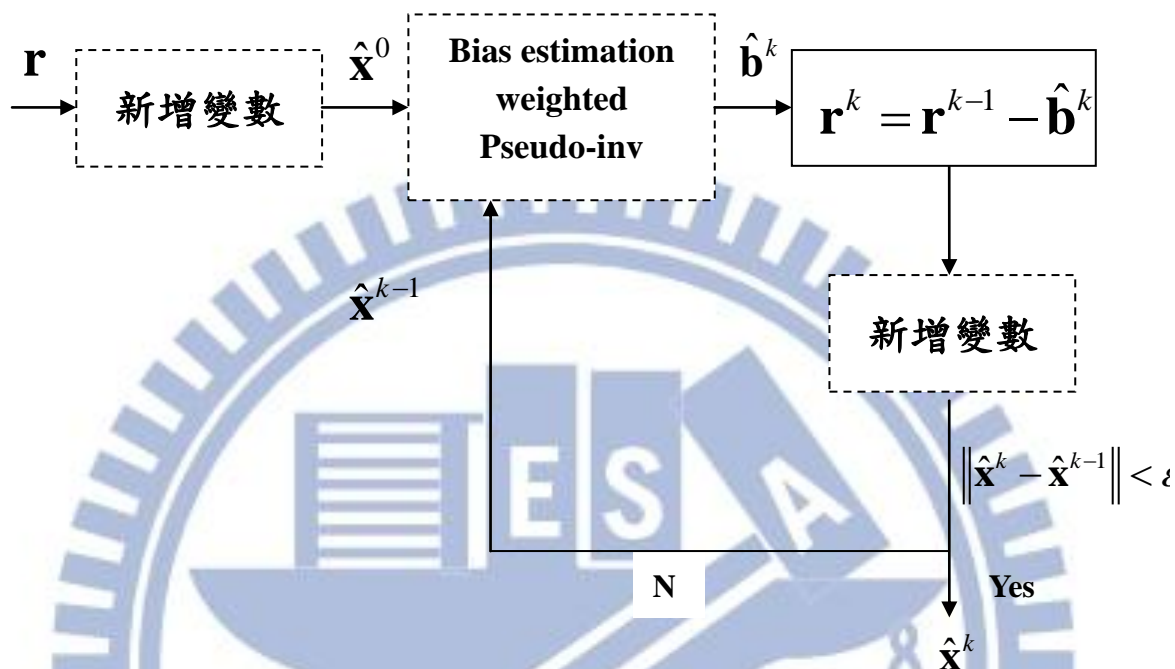 r
新增變數
x̂⁰
Bias estimation
weighted
Pseudo-inv
b̂ᵏ
rᵏ = rᵏ⁻¹ − b̂ᵏ
x̂ᵏ⁻¹
新增變數
‖x̂ᵏ − x̂ᵏ⁻¹‖ < ε
E S A
N
Yes
8
x̂ᵏ